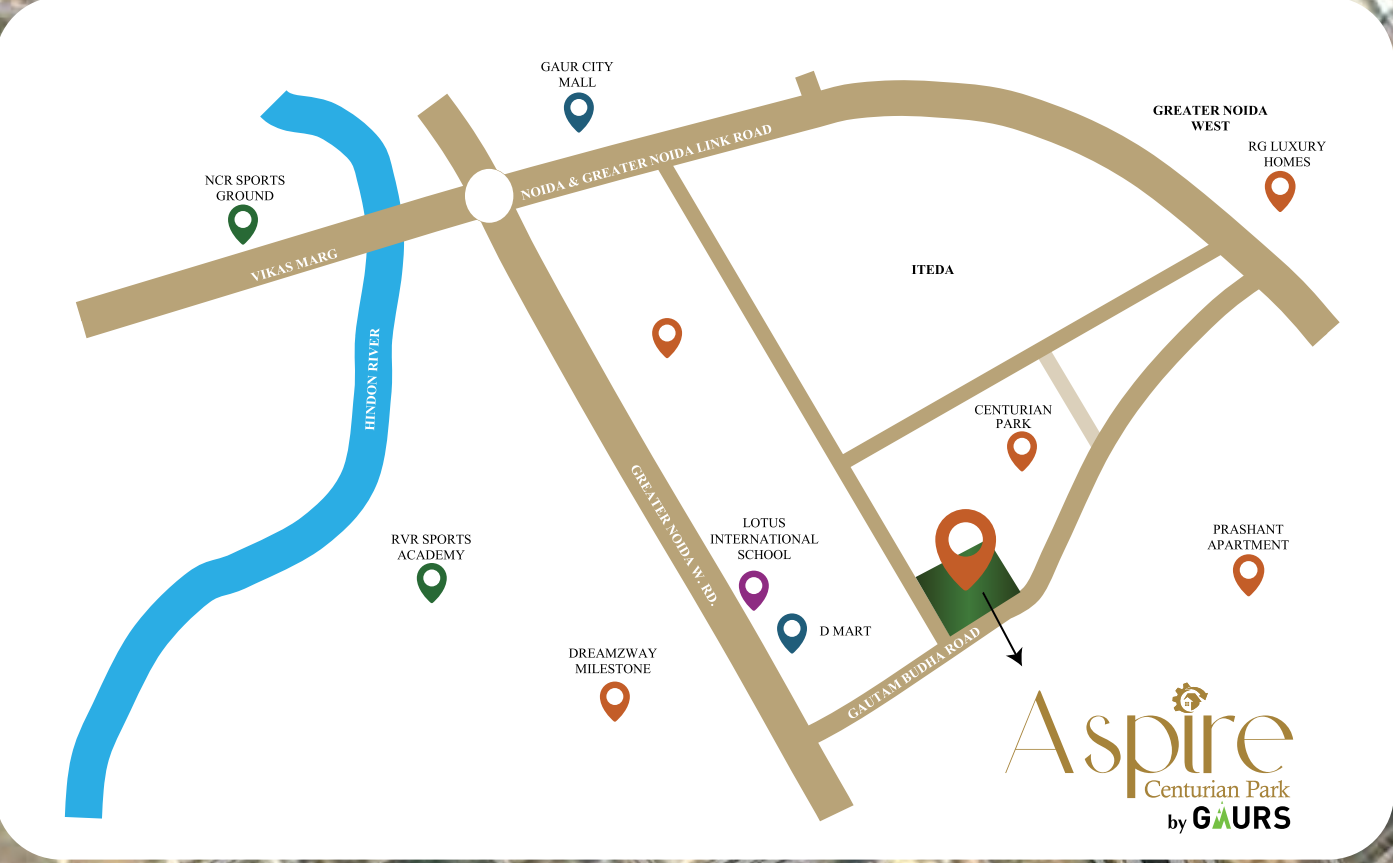 GAUR CITY
MALL
GREATER NOIDA
WEST
RG LUXURY
HOMES
NOIDA & GREATER NOIDA LINK ROAD
NCR SPORTS
GROUND
VIKAS MARG
ITEDA
HINDON RIVER
CENTURIAN
PARK
GREATER NOIDA W. RD.
LOTUS
INTERNATIONAL
SCHOOL
RVR SPORTS
ACADEMY
PRASHANT
APARTMENT
D MART
DREAMZWAY
MILESTONE
GAUTAM BUDHA ROAD
Aspire
Centurian Park
by GAURS